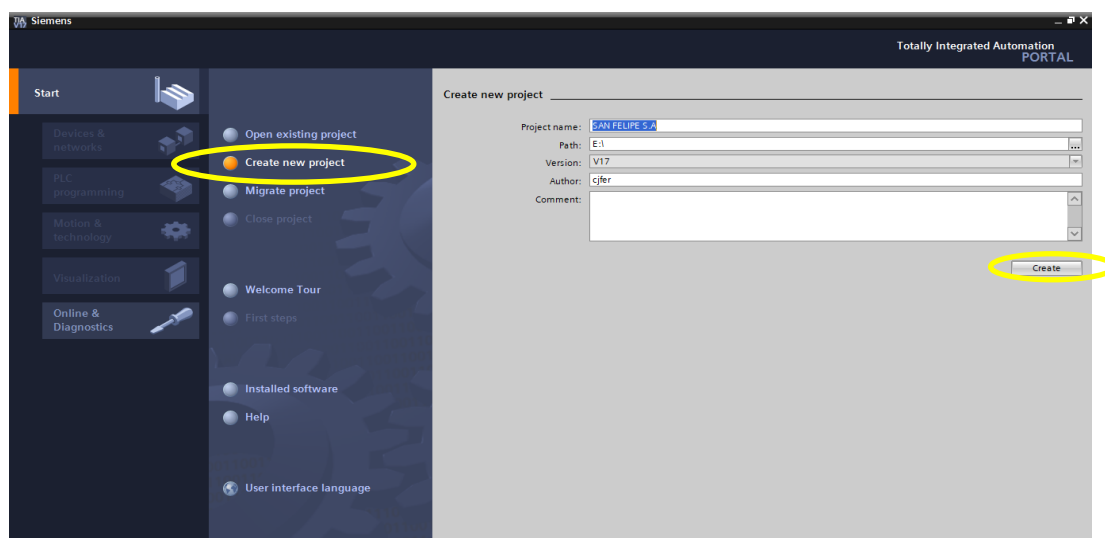 Siemens
Totally Integrated Automation
PORTAL
Start
Devices &
networks
PLC
programming
Motion &
technology
Visualization
Online &
Diagnostics
Open existing project
Create new project
Migrate project
Close project
Welcome Tour
First steps
Installed software
Help
User interface language
Create new project
Project name: SAN FELIPE S.A
Path: E:\
...
Version: V17
Author: cjfer
Comment:
Create